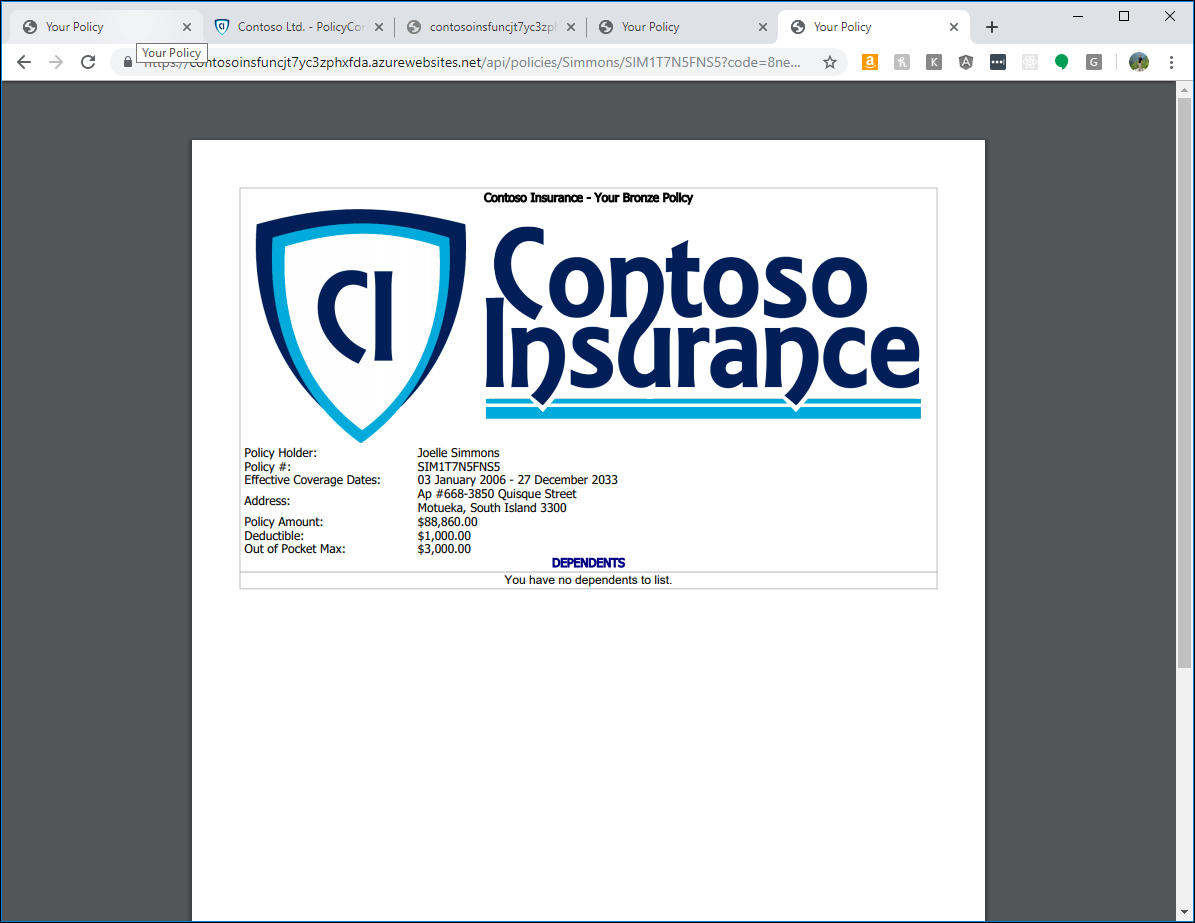 Your Policy
Contoso Ltd. - PolicyCor
contosoinsfuncjt7yc3zph
Your Policy
Your Policy
Your Policy
https://contosoinsfuncjt7yc3zphxfda.azurewebsites.net/api/policies/Simmons/SIM1T7N5FNS5?code=8ne...
a
K
A
G
Contoso Insurance - Your Bronze Policy
CI
Contoso
Insurance
Policy Holder: Joelle Simmons
Policy #: SIM1T7N5FNS5
Effective Coverage Dates: 03 January 2006 - 27 December 2033
Address: Ap #668-3850 Quisque Street
Motueka, South Island 3300
Policy Amount: $88,860.00
Deductible: $1,000.00
Out of Pocket Max: $3,000.00
DEPENDENTS
You have no dependents to list.